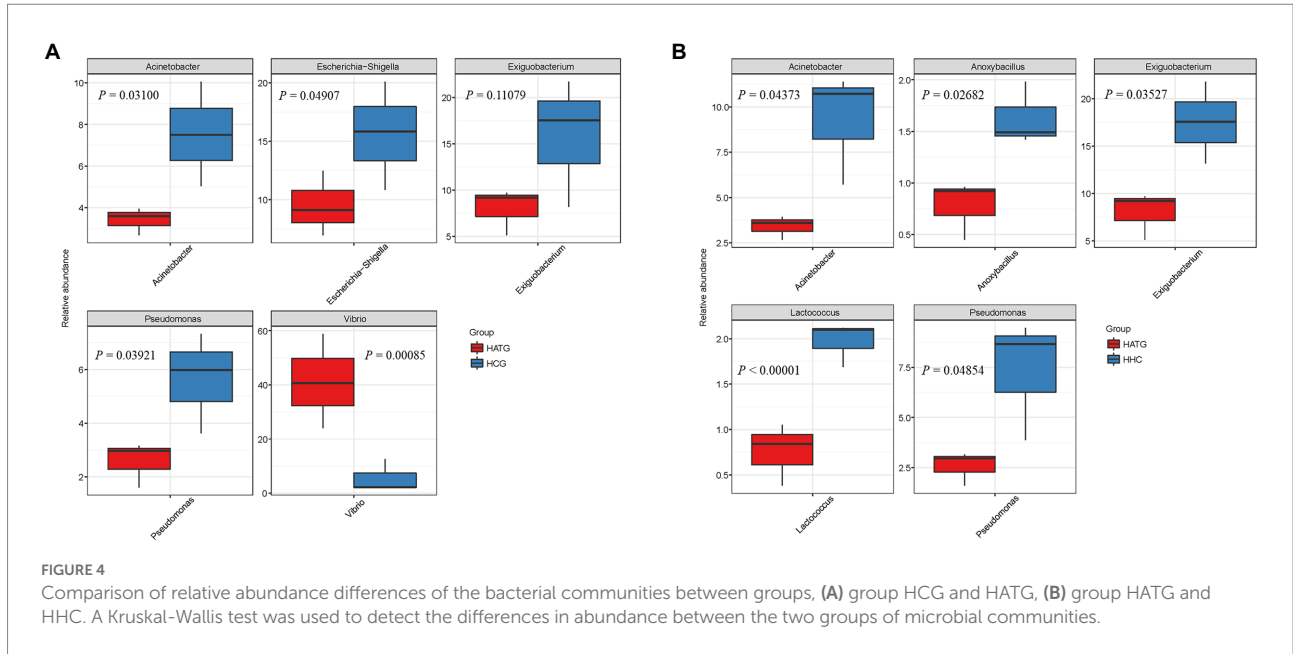 A
Relative abundance
Acinetobacter
P = 0.03100
10
8
6
4
Acinetobacter
Escherichia-Shigella
P = 0.04907
20
15
10
Escherichia-Shigella
Exiguobacterium
P = 0.11079
20
15
10
5
Exiguobacterium
Pseudomonas
P = 0.03921
6
4
2
Pseudomonas
Vibrio
P = 0.00085
60
40
20
0
Vibrio
Group
HATG
HCG
B
Relative abundance
Acinetobacter
P = 0.04373
10.0
7.5
5.0
2.5
Acinetobacter
Anoxybacillus
P = 0.02682
2.0
1.5
1.0
0.5
Anoxybacillus
Exiguobacterium
P = 0.03527
20
15
10
5
Exiguobacterium
Lactococcus
P < 0.00001
2.0
1.5
1.0
0.5
Lactococcus
Pseudomonas
P = 0.04854
7.5
5.0
2.5
Pseudomonas
Group
HATG
HHC
FIGURE 4
Comparison of relative abundance differences of the bacterial communities between groups, (A) group HCG and HATG, (B) group HATG and
HHC. A Kruskal-Wallis test was used to detect the differences in abundance between the two groups of microbial communities.